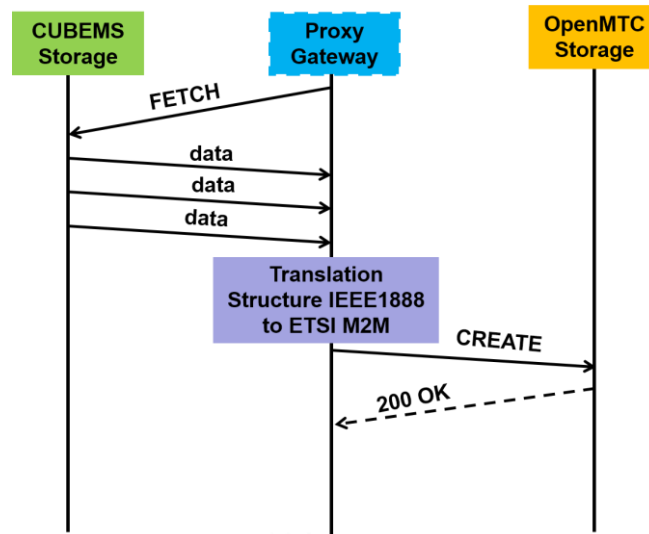 CUBEMS
Storage
Proxy
Gateway
OpenMTC
Storage
FETCH
data
data
data
Translation
Structure IEEE1888
to ETSI M2M
CREATE
200 OK